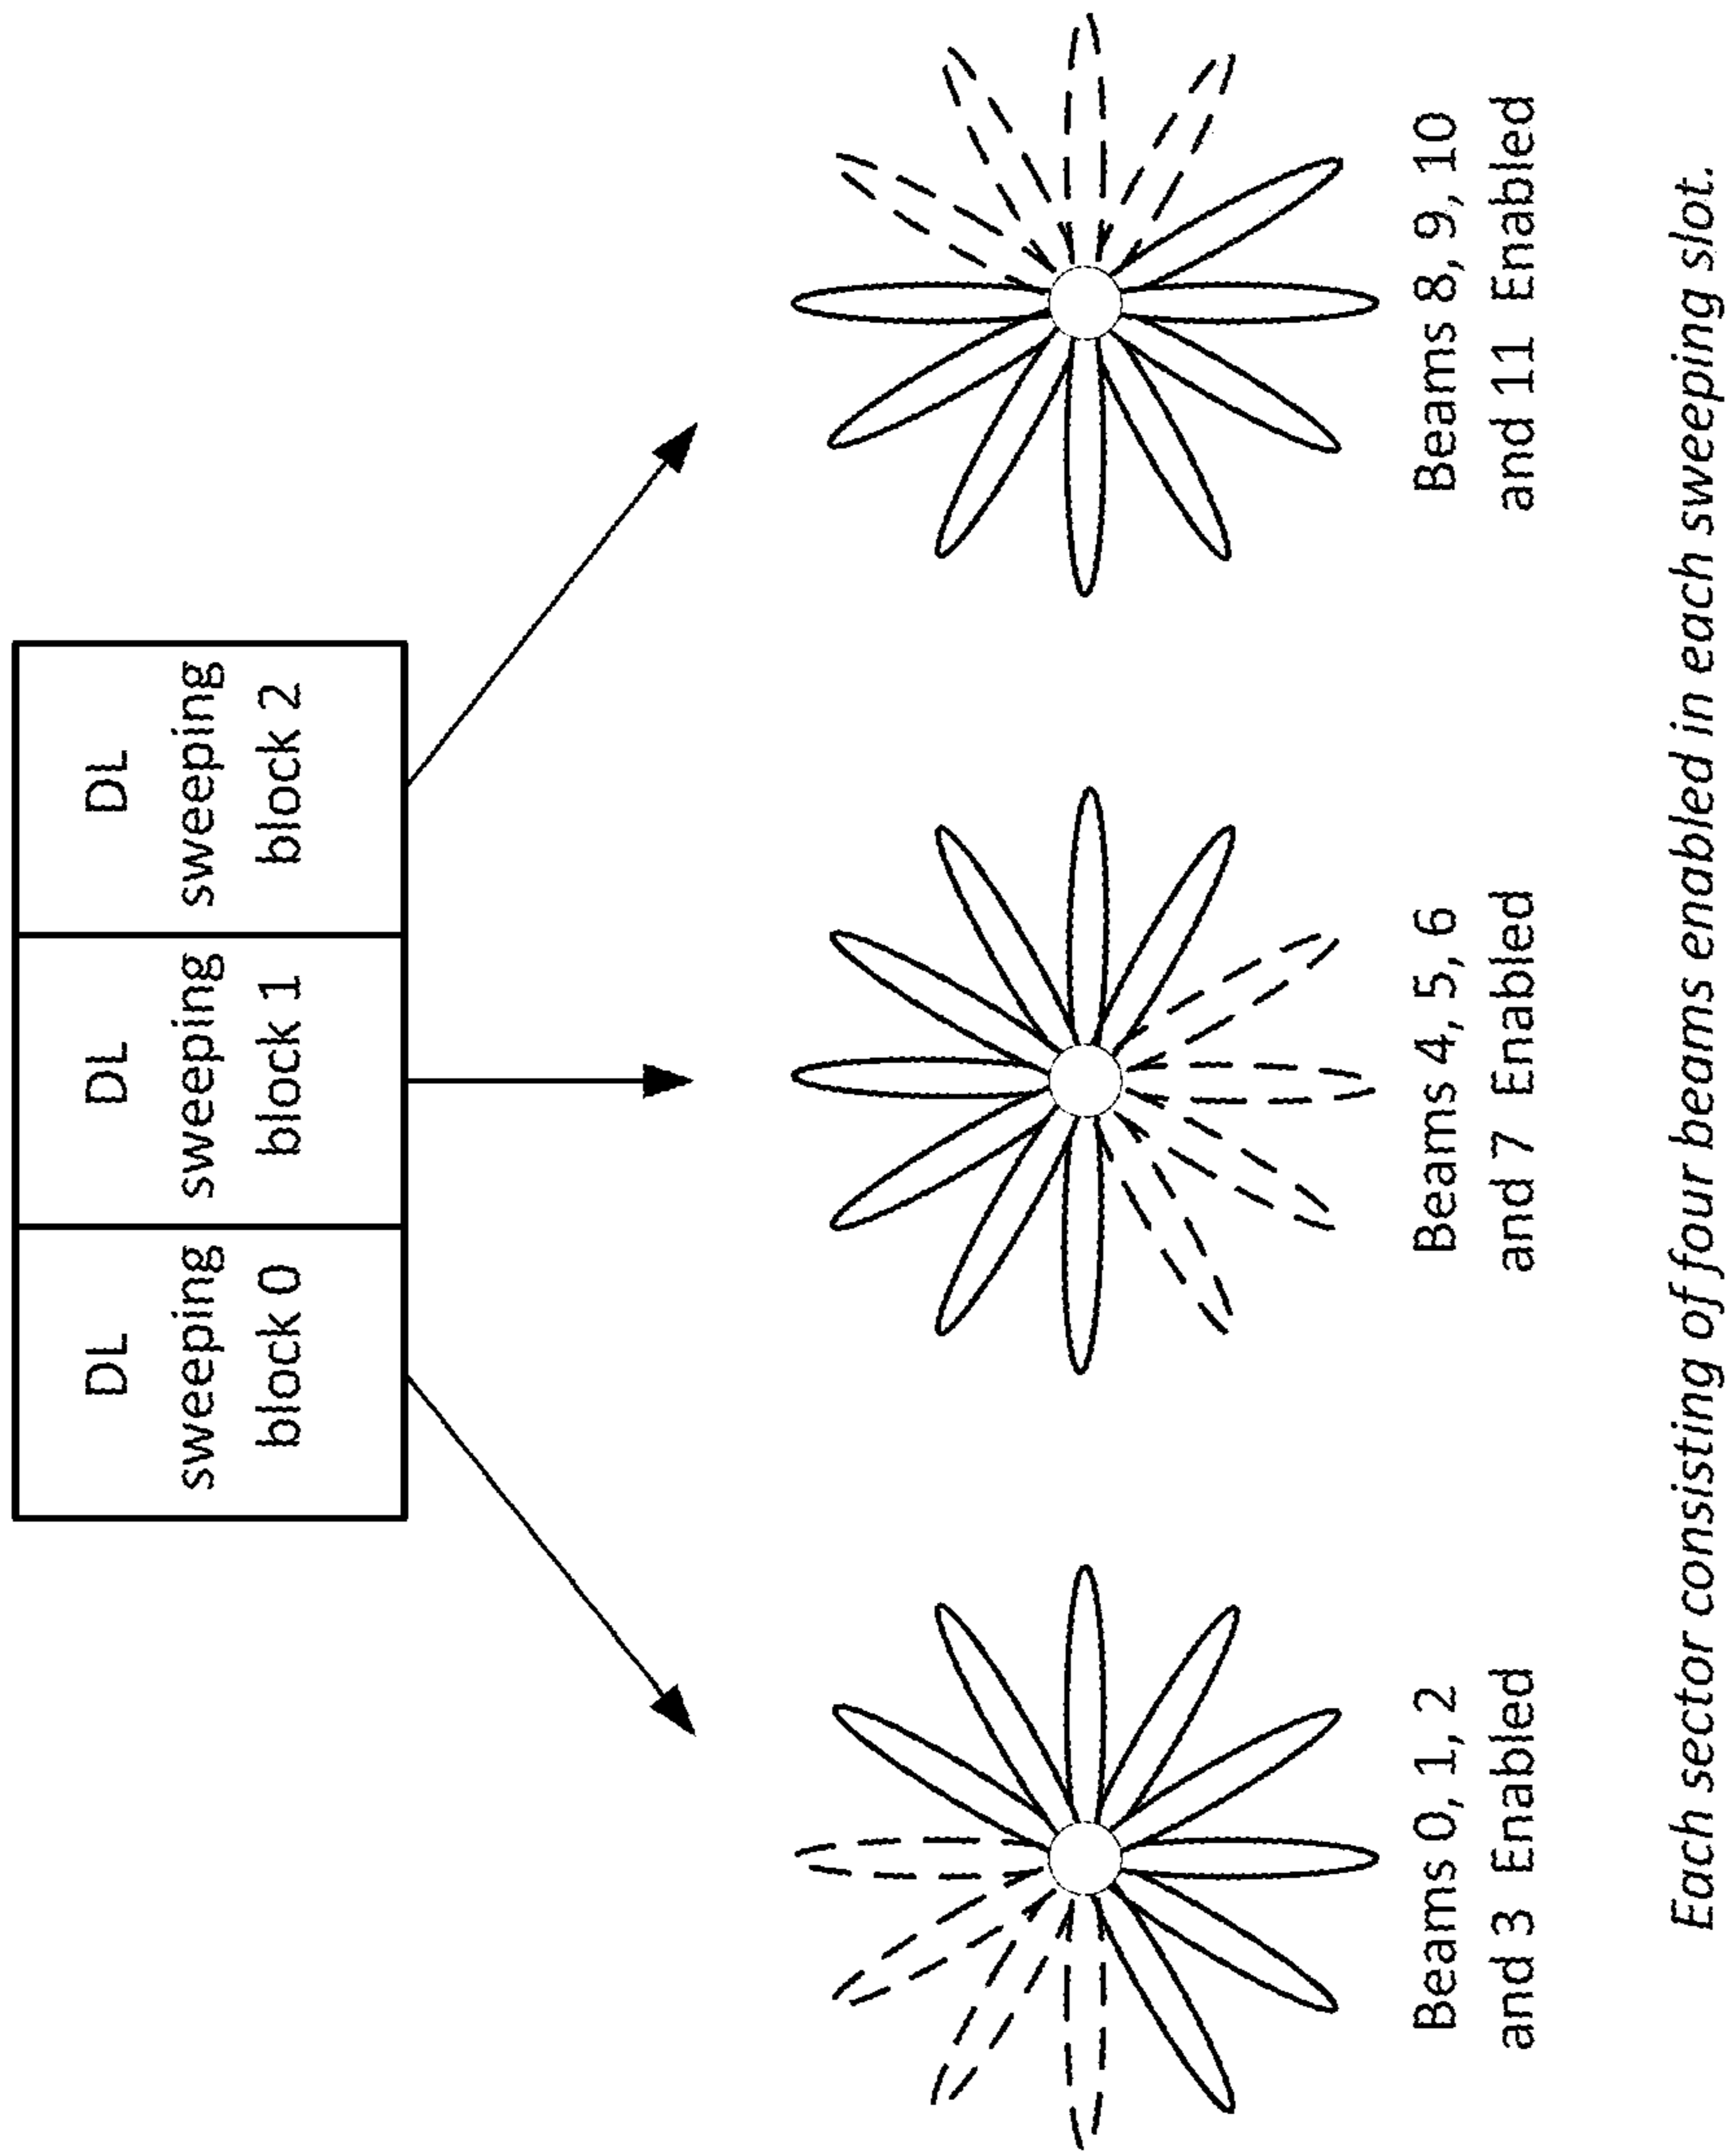 DL
sweeping
block 0
DL
sweeping
block 1
DL
sweeping
block 2
Beams 0, 1, 2
and 3 Enabled
Beams 4, 5, 6
and 7 Enabled
Beams 8, 9, 10
and 11 Enabled
Each sector consisting of four beams enabled in each sweeping slot.